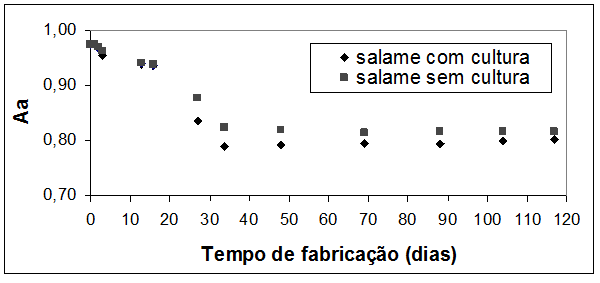 1,00
0,90
0,80
0,70
Aa
salame com cultura
salame sem cultura
0 10 20 30 40 50 60 70 80 90 100 110 120
Tempo de fabricação (dias)